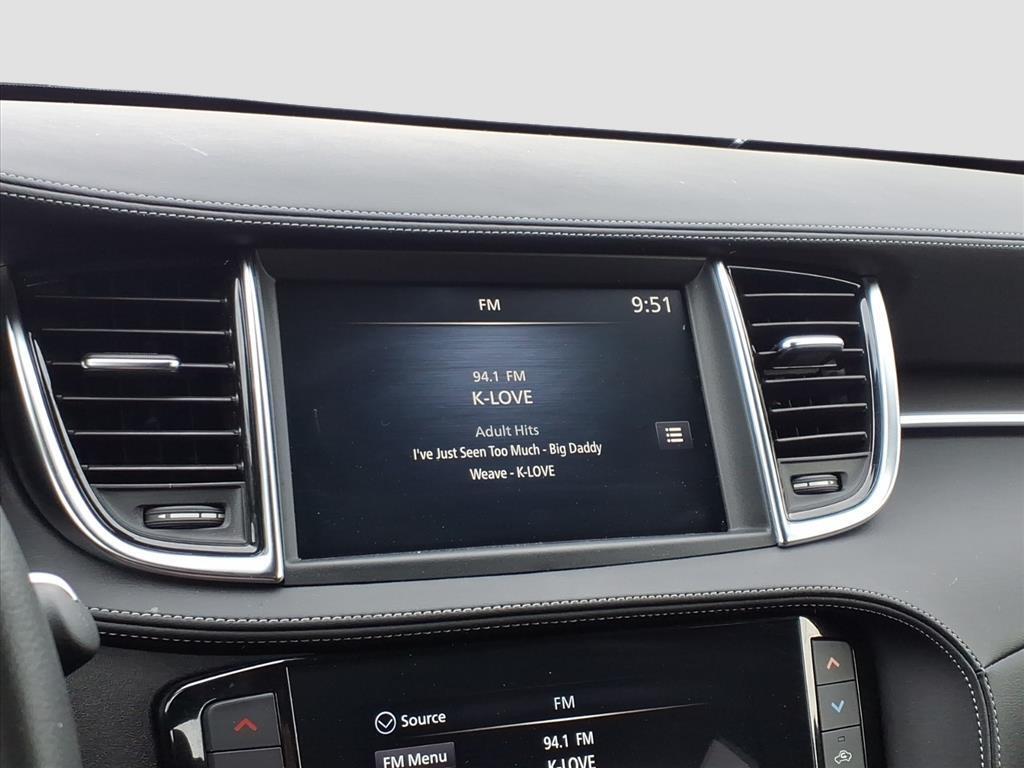 FM
9:51
94.1 FM
K-LOVE
Adult Hits
I've Just Seen Too Much - Big Daddy
Weave - K-LOVE
FM
Source
94.1 FM
FM Menu
K-LOVE